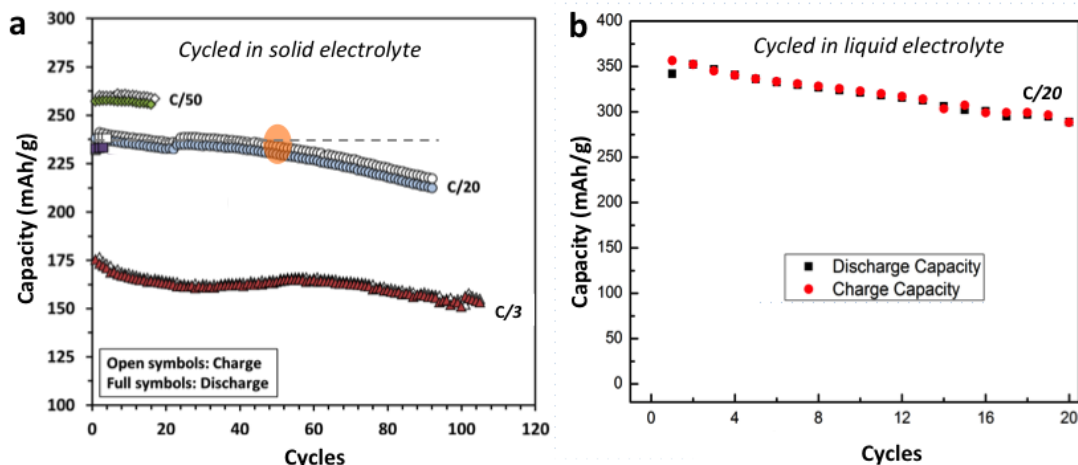 a
Cycled in solid electrolyte
Capacity (mAh/g)
300
275
250
225
200
175
150
125
100
C/50
C/20
C/3
Open symbols: Charge
Full symbols: Discharge
0 20 40 60 80 100 120
Cycles
b
Cycled in liquid electrolyte
Capacity (mAh/g)
400
350
300
250
200
150
100
50
0
C/20
Discharge Capacity
Charge Capacity
0 4 8 12 16 20
Cycles